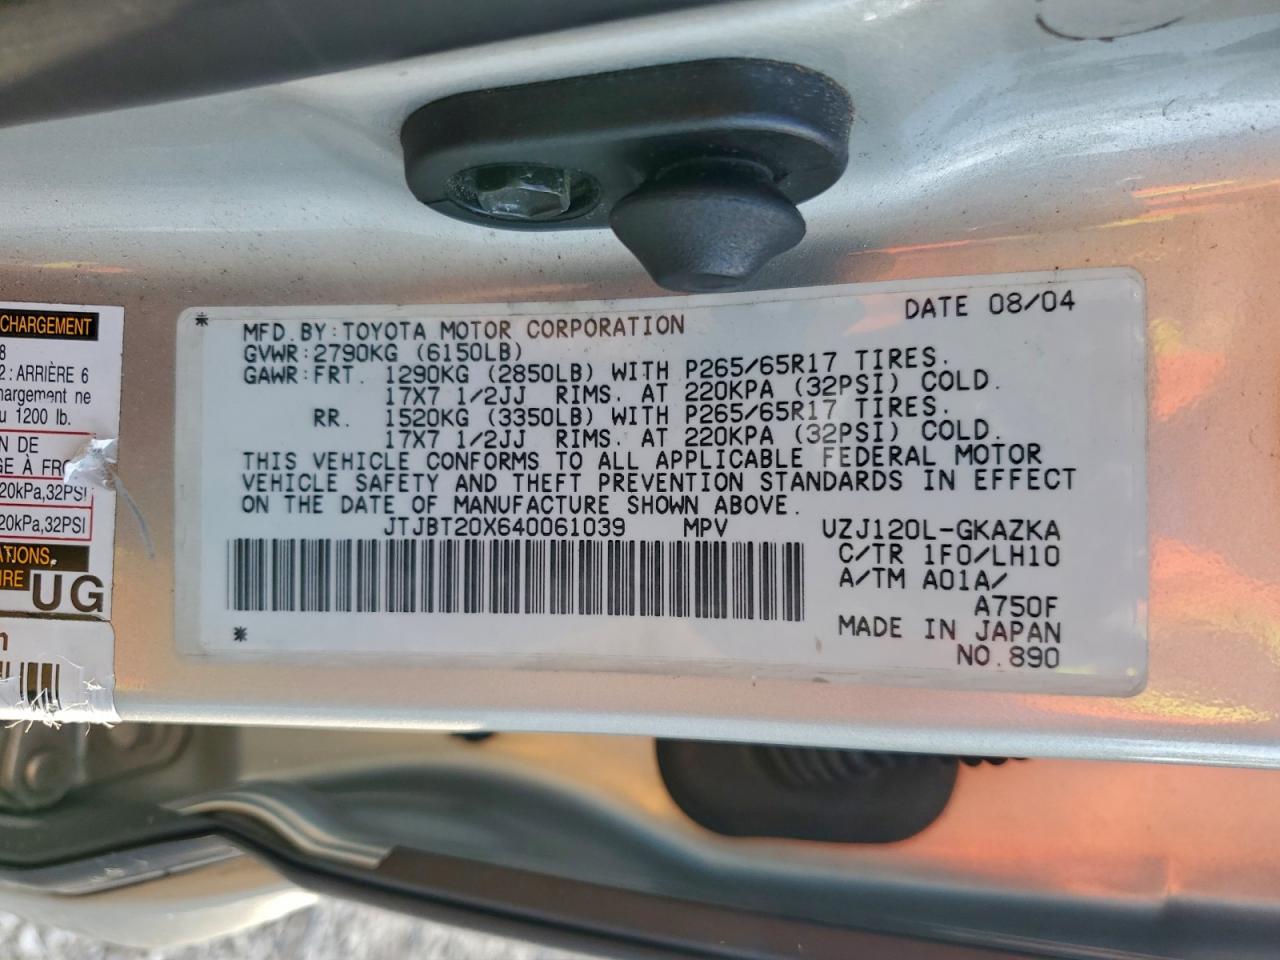 CHARGEMENT
8
2 : ARRIÈRE 6
hargement ne
u 1200 lb.
N DE
GE À FRO
20kPa,32PSI
20kPa,32PSI
ATIONS,
IRE UG
* DATE 08/04
MFD.BY:TOYOTA MOTOR CORPORATION
GVWR:2790KG (6150LB)
GAWR:FRT. 1290KG (2850LB) WITH P265/65R17 TIRES.
17X7 1/2JJ RIMS. AT 220KPA (32PSI) COLD.
RR. 1520KG (3350LB) WITH P265/65R17 TIRES.
17X7 1/2JJ RIMS. AT 220KPA (32PSI) COLD.
THIS VEHICLE CONFORMS TO ALL APPLICABLE FEDERAL MOTOR
VEHICLE SAFETY AND THEFT PREVENTION STANDARDS IN EFFECT
ON THE DATE OF MANUFACTURE SHOWN ABOVE.
JTJBT20X640061039 MPV UZJ120L-GKAZKA
C/TR 1F0/LH10
A/TM A01A/
A750F
* MADE IN JAPAN
NO.890